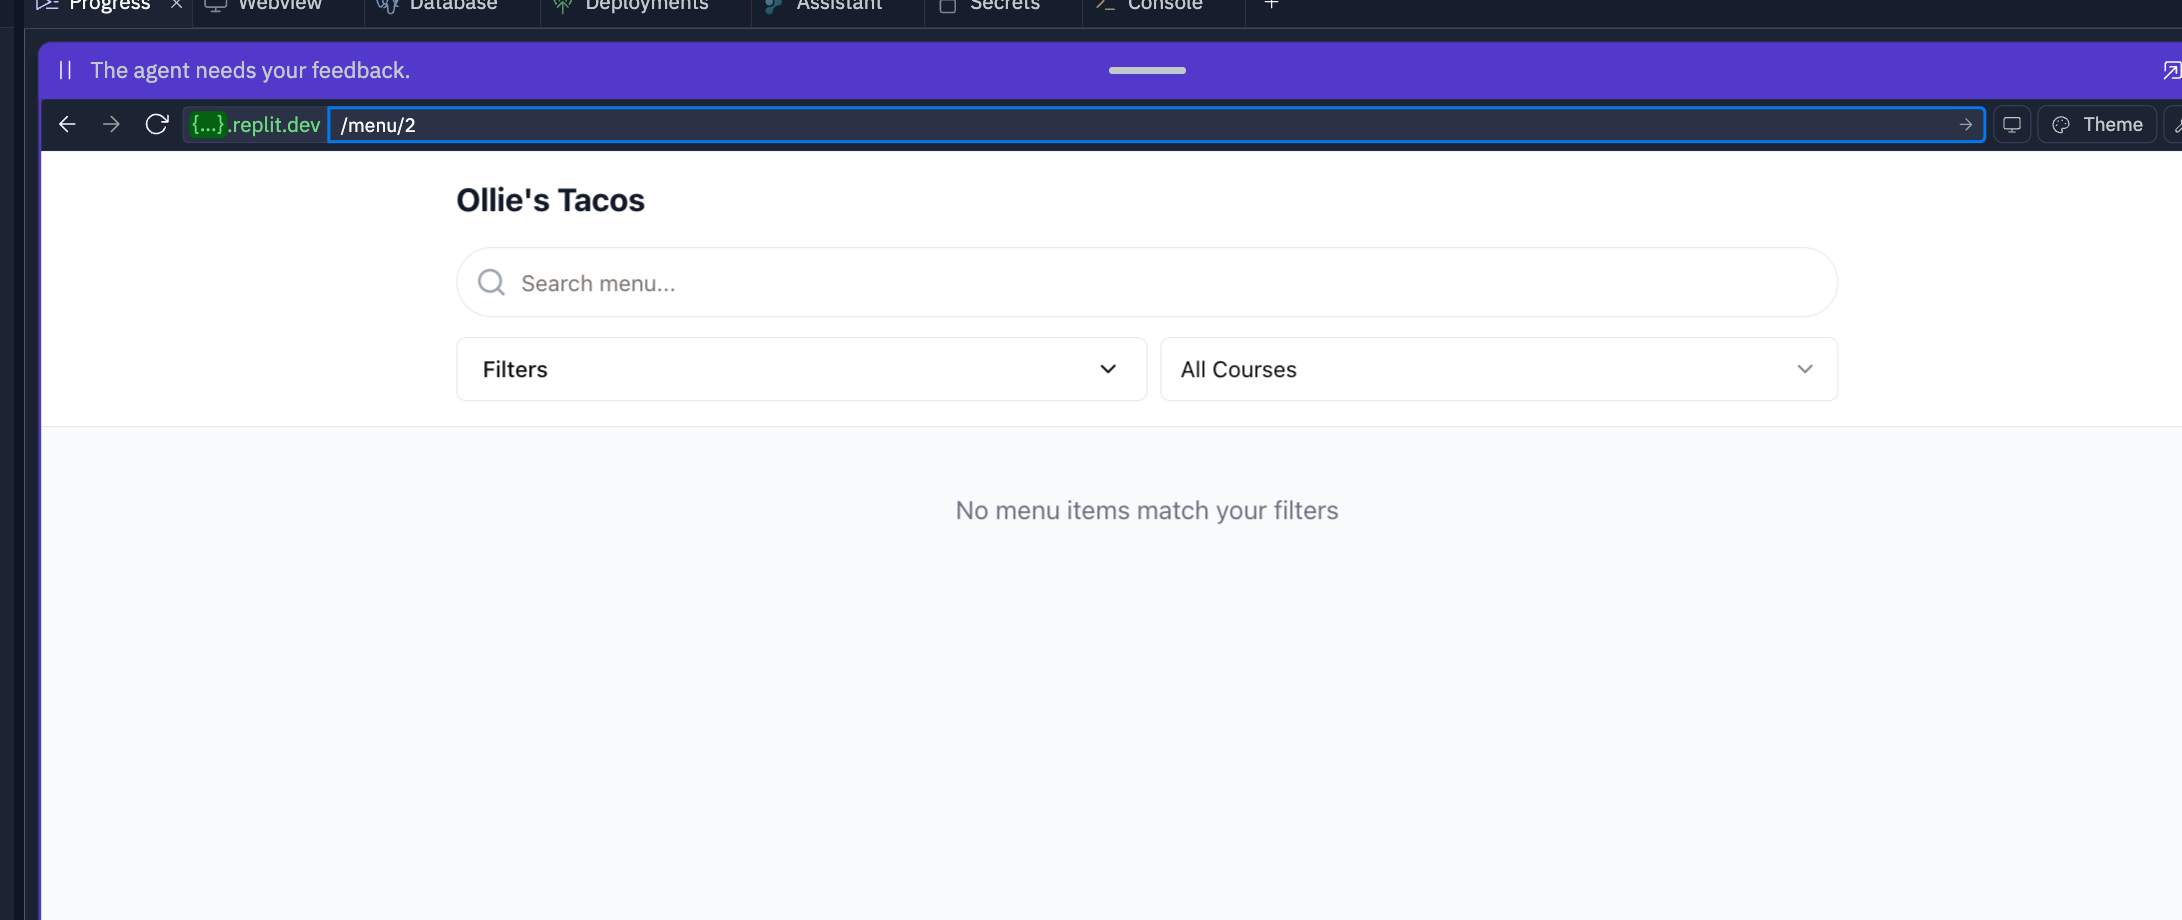 Progress × Webview Database Deployments Assistant Secrets Console +
The agent needs your feedback.
{...}.replit.dev /menu/2 Theme
Ollie's Tacos
Search menu...
Filters All Courses
No menu items match your filters